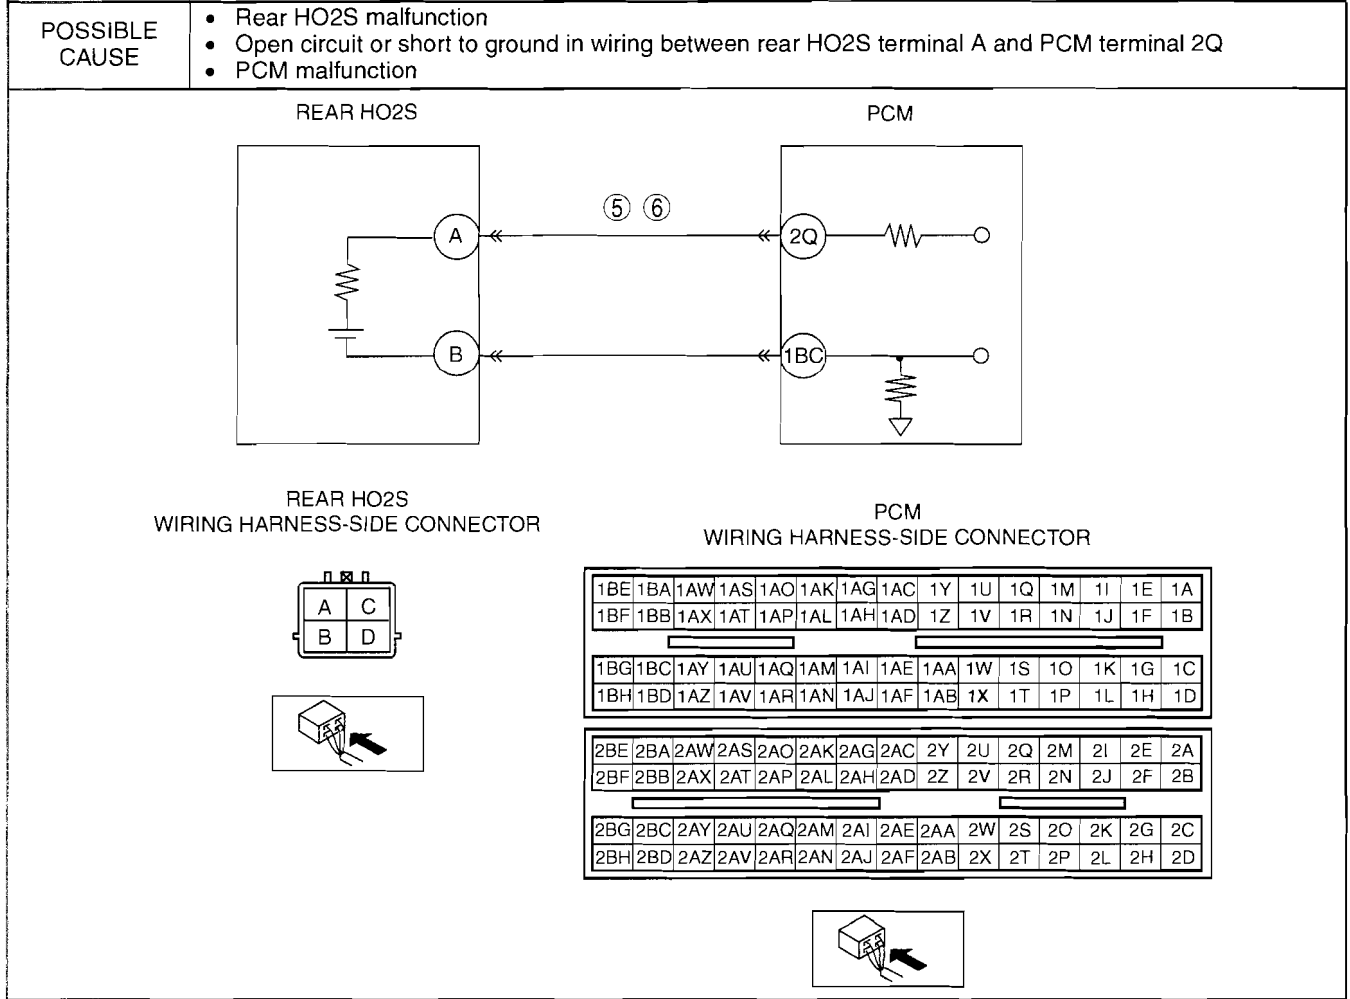 POSSIBLE CAUSE
• Rear HO2S malfunction
• Open circuit or short to ground in wiring between rear HO2S terminal A and PCM terminal 2Q
• PCM malfunction
REAR HO2S
PCM
⑤ ⑥
A
2Q
B
1BC
REAR HO2S
WIRING HARNESS-SIDE CONNECTOR
A C
B D
PCM
WIRING HARNESS-SIDE CONNECTOR
1BE 1BA 1AW 1AS 1AO 1AK 1AG 1AC 1Y 1U 1Q 1M 1I 1E 1A
1BF 1BB 1AX 1AT 1AP 1AL 1AH 1AD 1Z 1V 1R 1N 1J 1F 1B
1BG 1BC 1AY 1AU 1AQ 1AM 1AI 1AE 1AA 1W 1S 1O 1K 1G 1C
1BH 1BD 1AZ 1AV 1AR 1AN 1AJ 1AF 1AB 1X 1T 1P 1L 1H 1D
2BE 2BA 2AW 2AS 2AO 2AK 2AG 2AC 2Y 2U 2Q 2M 2I 2E 2A
2BF 2BB 2AX 2AT 2AP 2AL 2AH 2AD 2Z 2V 2R 2N 2J 2F 2B
2BG 2BC 2AY 2AU 2AQ 2AM 2AI 2AE 2AA 2W 2S 2O 2K 2G 2C
2BH 2BD 2AZ 2AV 2AR 2AN 2AJ 2AF 2AB 2X 2T 2P 2L 2H 2D